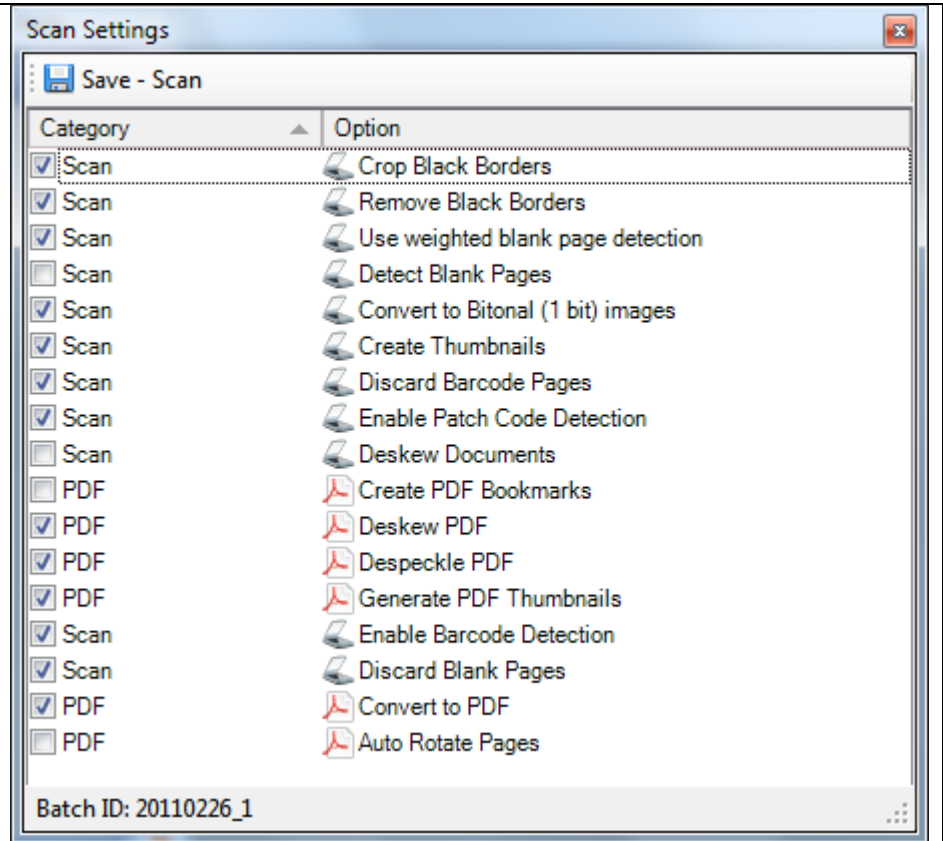 Scan Settings
Save - Scan
Category Option
Scan Crop Black Borders
Scan Remove Black Borders
Scan Use weighted blank page detection
Scan Detect Blank Pages
Scan Convert to Bitonal (1 bit) images
Scan Create Thumbnails
Scan Discard Barcode Pages
Scan Enable Patch Code Detection
Scan Deskew Documents
PDF Create PDF Bookmarks
PDF Deskew PDF
PDF Despeckle PDF
PDF Generate PDF Thumbnails
Scan Enable Barcode Detection
Scan Discard Blank Pages
PDF Convert to PDF
PDF Auto Rotate Pages
Batch ID: 20110226_1